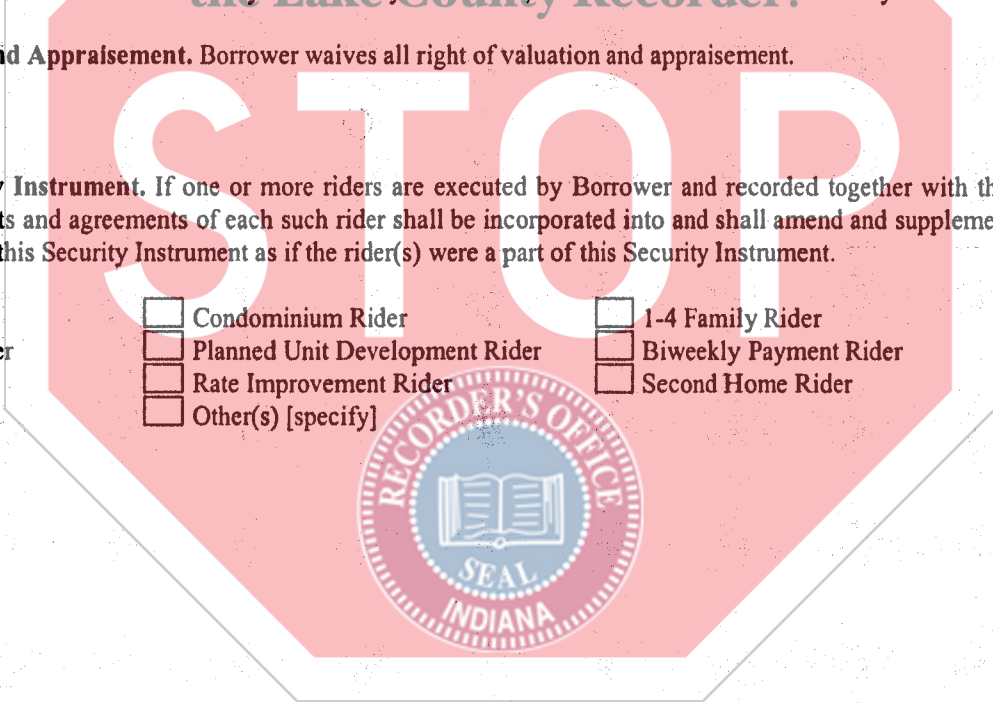 the Lake County Recorder!
nd Appraisement. Borrower waives all right of valuation and appraisement.
STOP
Instrument. If one or more riders are executed by Borrower and recorded together with th
ts and agreements of each such rider shall be incorporated into and shall amend and suppleme
this Security Instrument as if the rider(s) were a part of this Security Instrument.
Condominium Rider 1-4 Family Rider
er Planned Unit Development Rider Biweekly Payment Rider
Rate Improvement Rider Second Home Rider
Other(s) [specify]
RECORDER'S OFFICE
SEAL
INDIANA